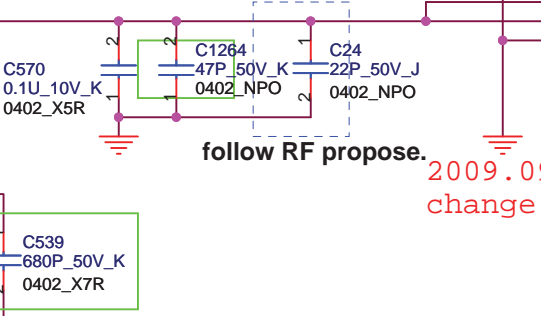 2
2
1
C570
0.1U_10V_K
0402_X5R
C1264
47P_50V_K
0402_NPO
C24
22P_50V_J
0402_NPO
1
1
2
follow RF propose.
2009.09
change
C539
680P_50V_K
0402_X7R